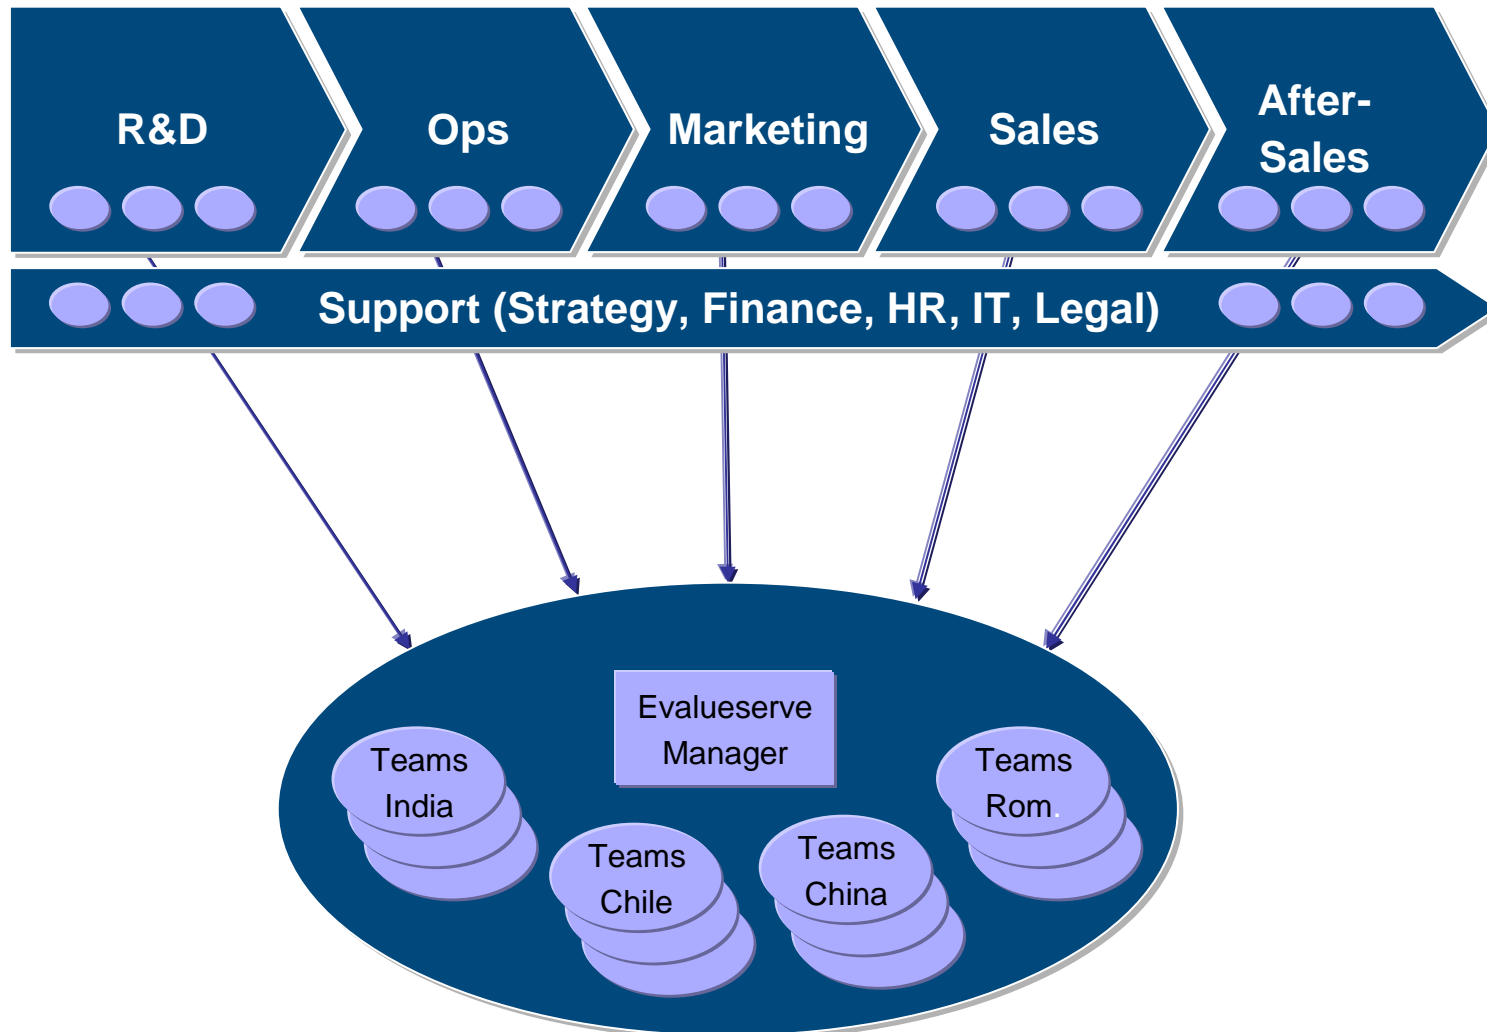 R&D
Ops
Marketing
Sales
After-
Sales
Support (Strategy, Finance, HR, IT, Legal)
Evalueserve
Manager
Teams
India
Teams
Chile
Teams
China
Teams
Rom.